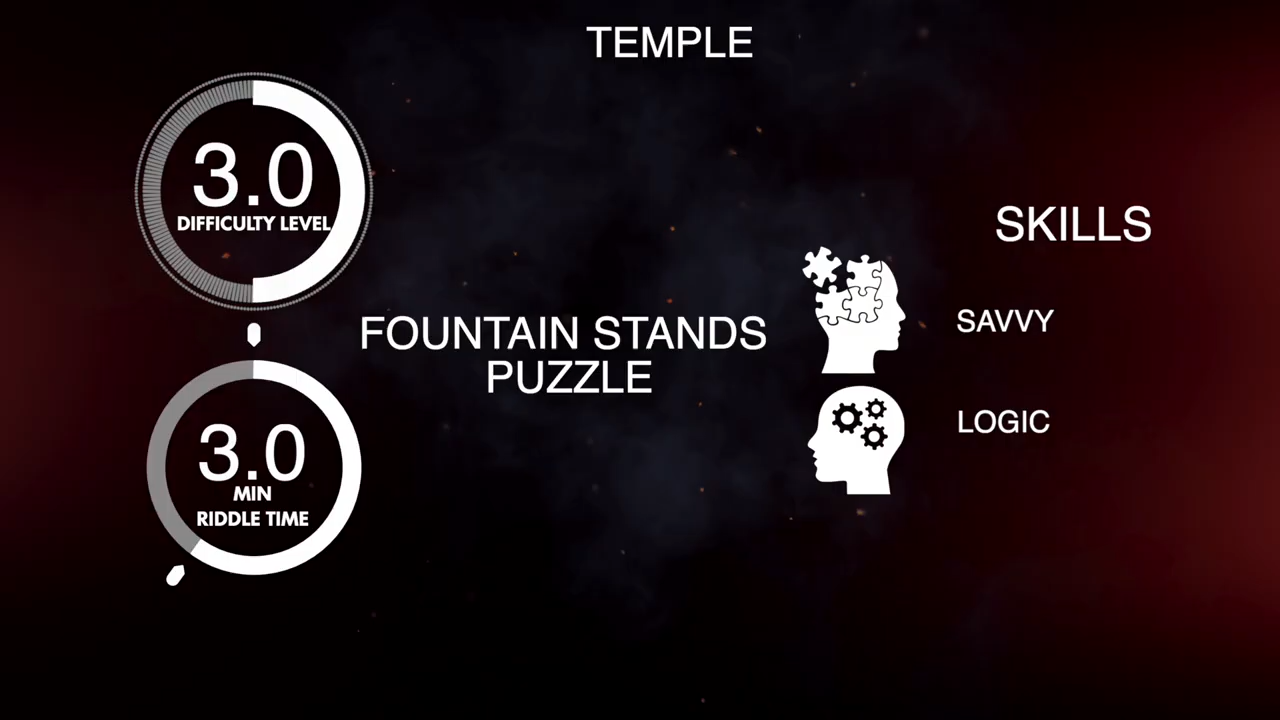 TEMPLE
3.0
DIFFICULTY LEVEL
3.0
MIN
RIDDLE TIME
FOUNTAIN STANDS
PUZZLE
SKILLS
SAVVY
LOGIC